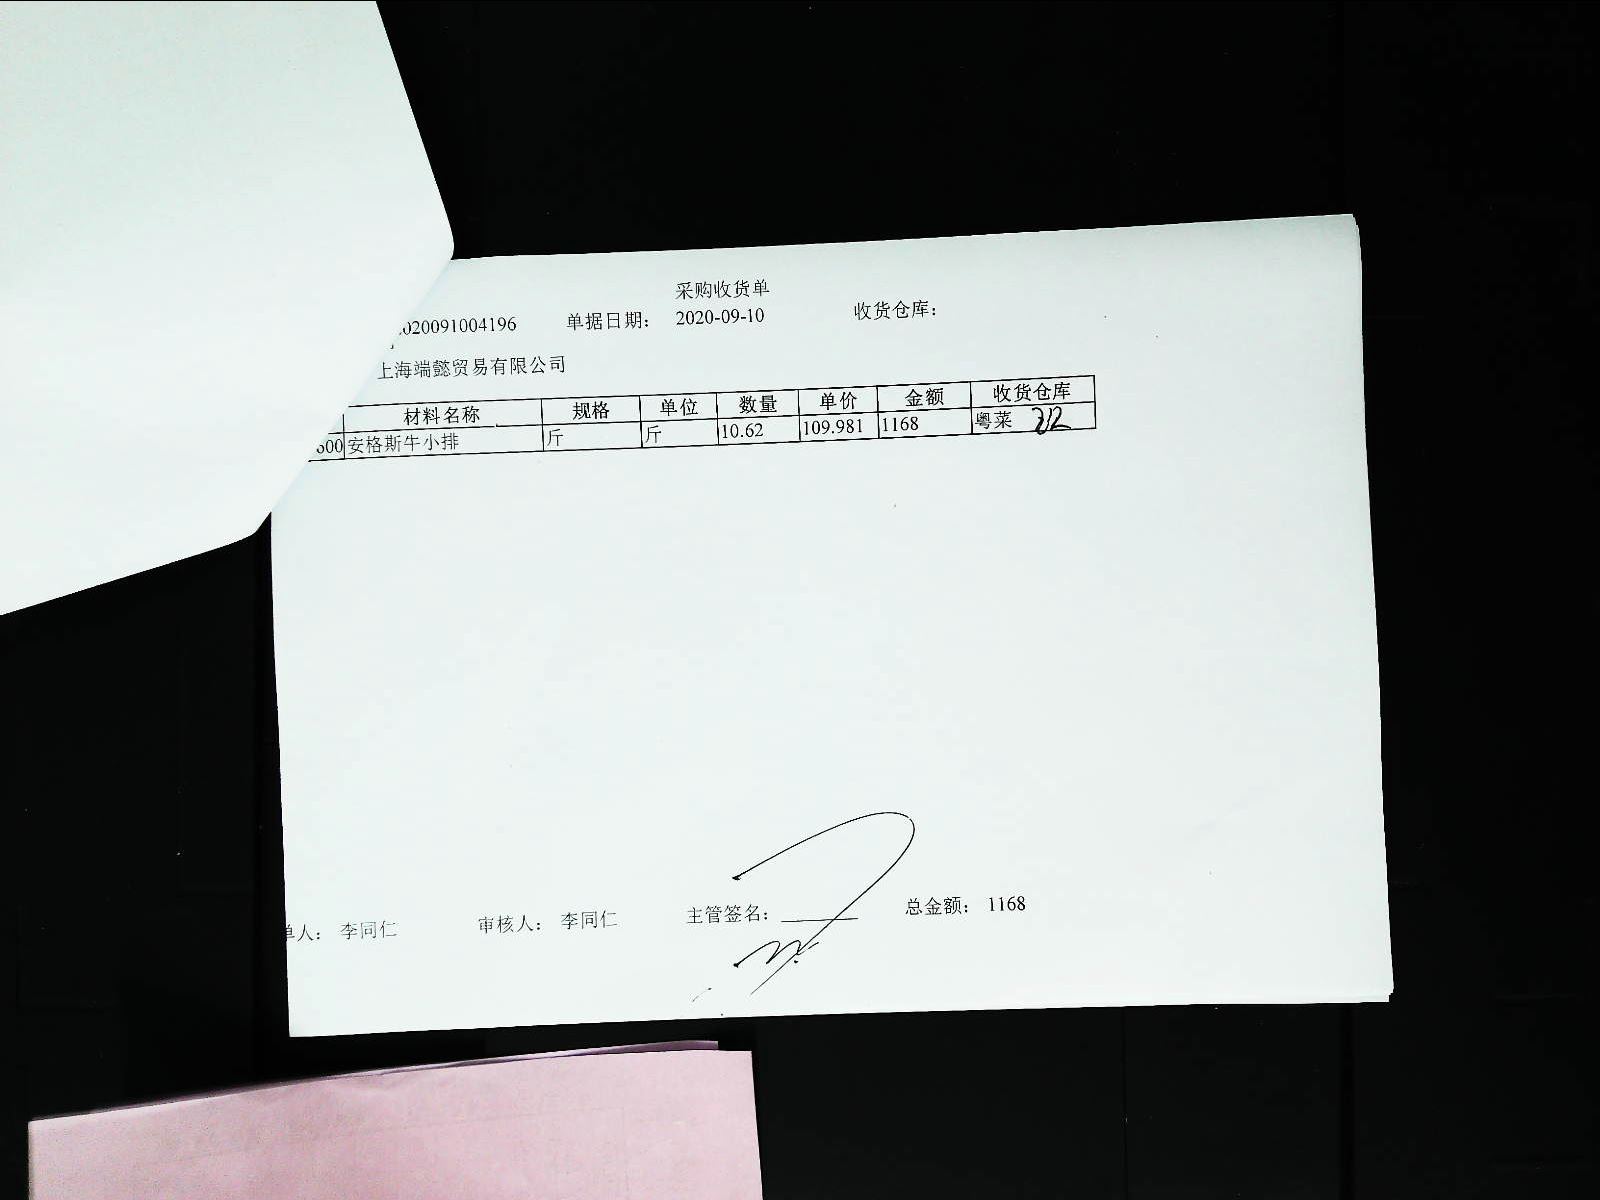 采购收货单
020091004196 单据日期： 2020-09-10 收货仓库：
上海端懿贸易有限公司
材料名称 规格 单位 数量 单价 金额 收货仓库
600 安格斯牛小排 斤 斤 10.62 109.981 1168 粤菜
单人： 李同仁 审核人： 李同仁 主管签名： 总金额： 1168